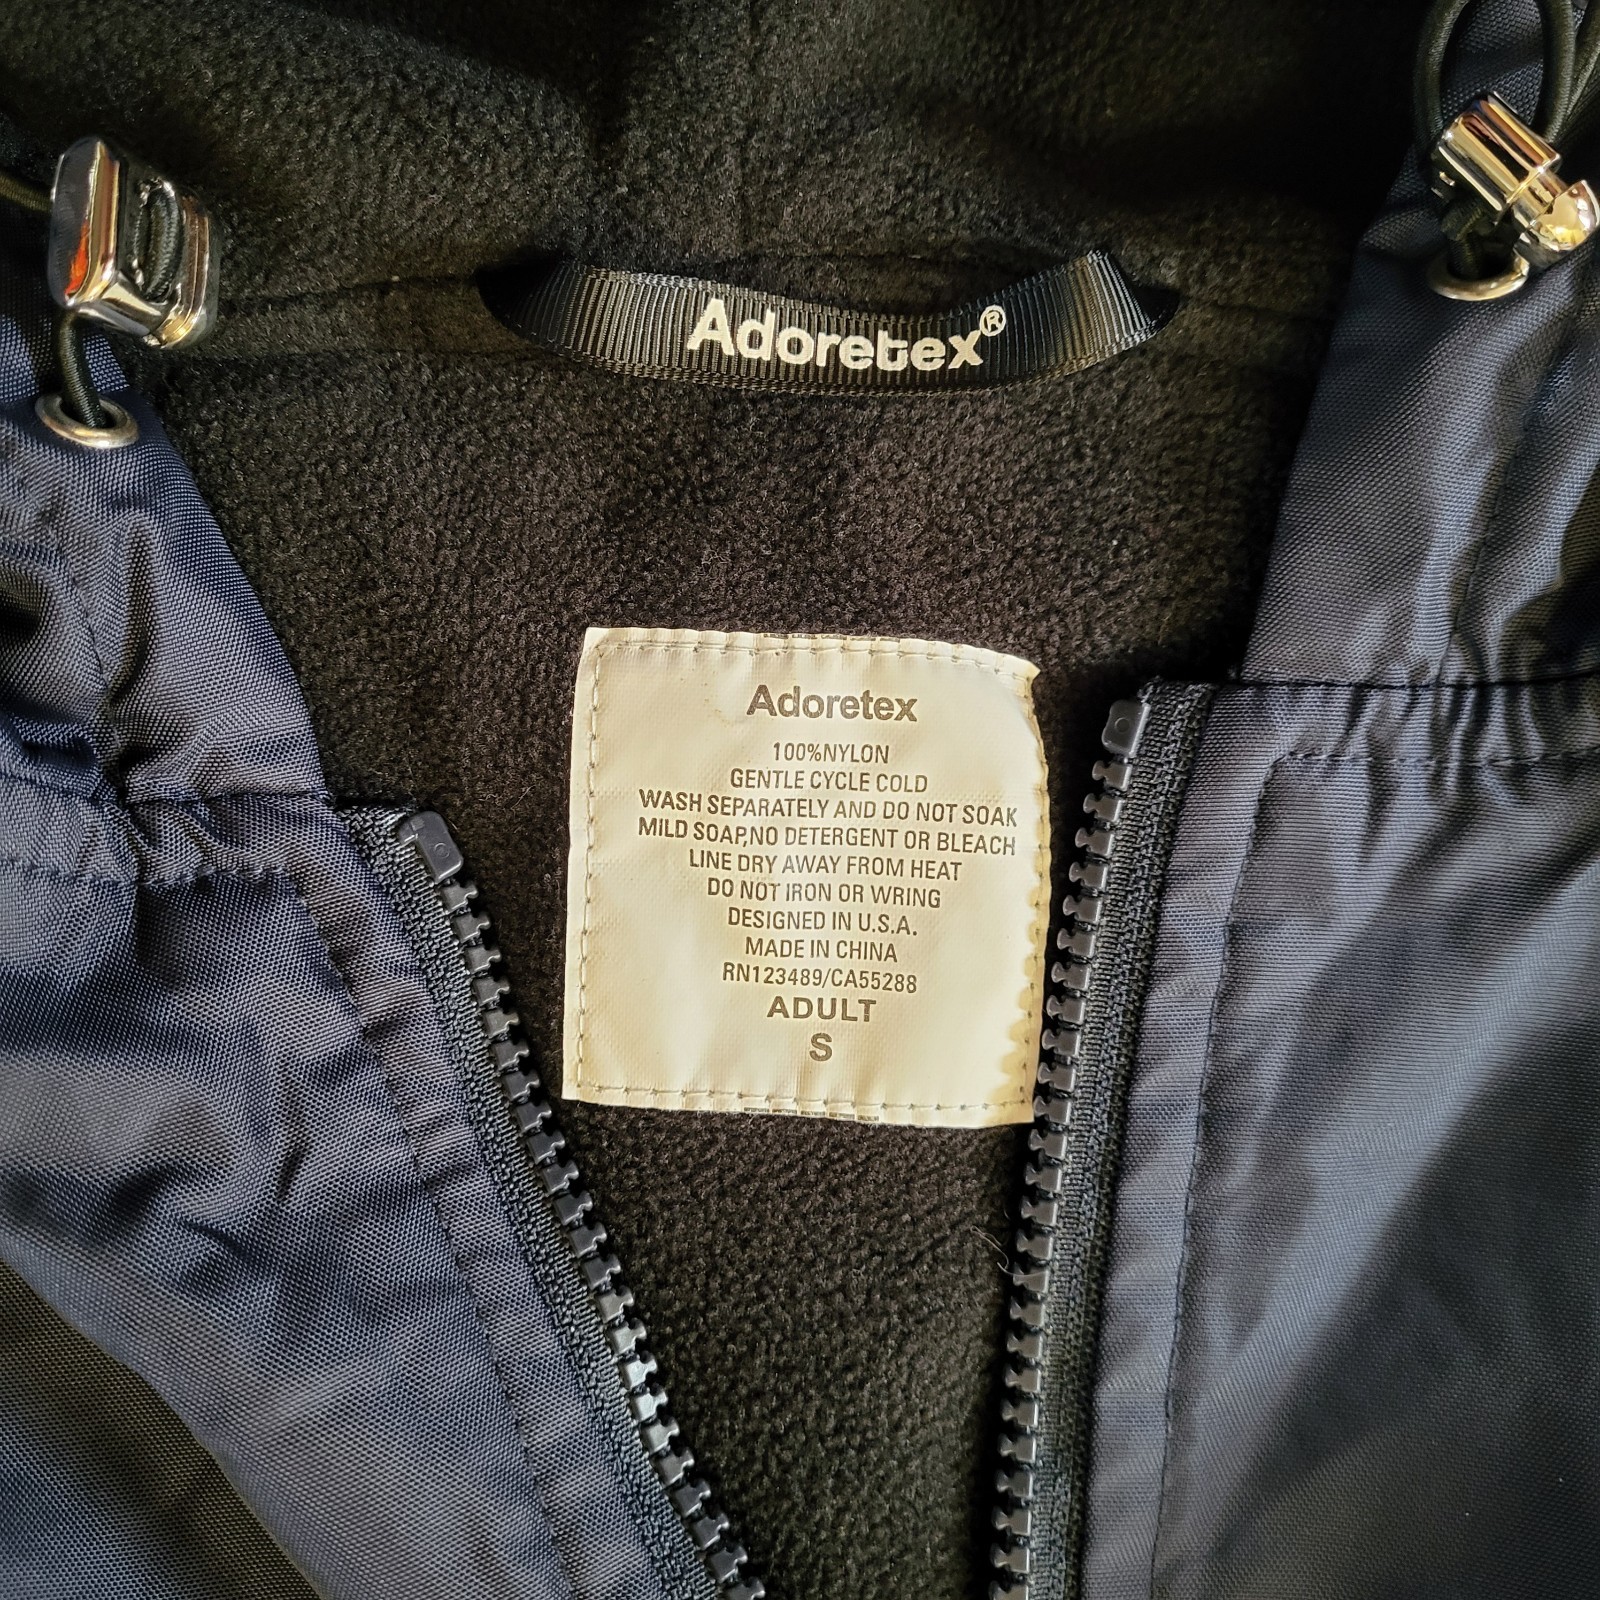 Adoretex®
Adoretex
100%NYLON
GENTLE CYCLE COLD
WASH SEPARATELY AND DO NOT SOAK
MILD SOAP,NO DETERGENT OR BLEACH
LINE DRY AWAY FROM HEAT
DO NOT IRON OR WRING
DESIGNED IN U.S.A.
MADE IN CHINA
RN123489/CA55288
ADULT
S